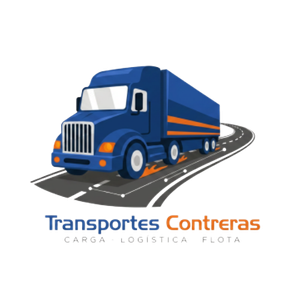 Transportes Contreras
CARGA LOGISTICA FLOTA